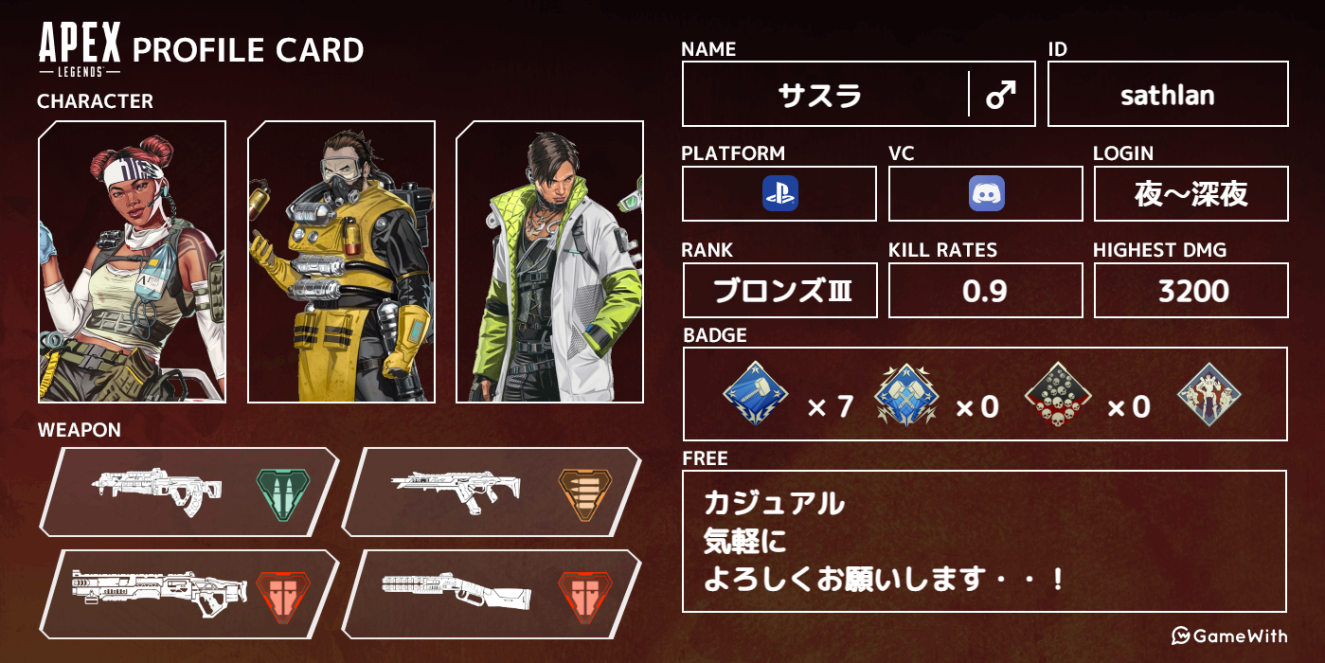 APEX
LEGENDS
PROFILE CARD
CHARACTER
WEAPON
NAME
サスラ ♂
ID
sathlan
PLATFORM
VC
LOGIN
夜～深夜
RANK
KILL RATES
HIGHEST DMG
ブロンズⅢ
0.9
3200
BADGE
×7
×0
×0
FREE
カジュアル
気軽に
よろしくお願いします・・！
GameWith